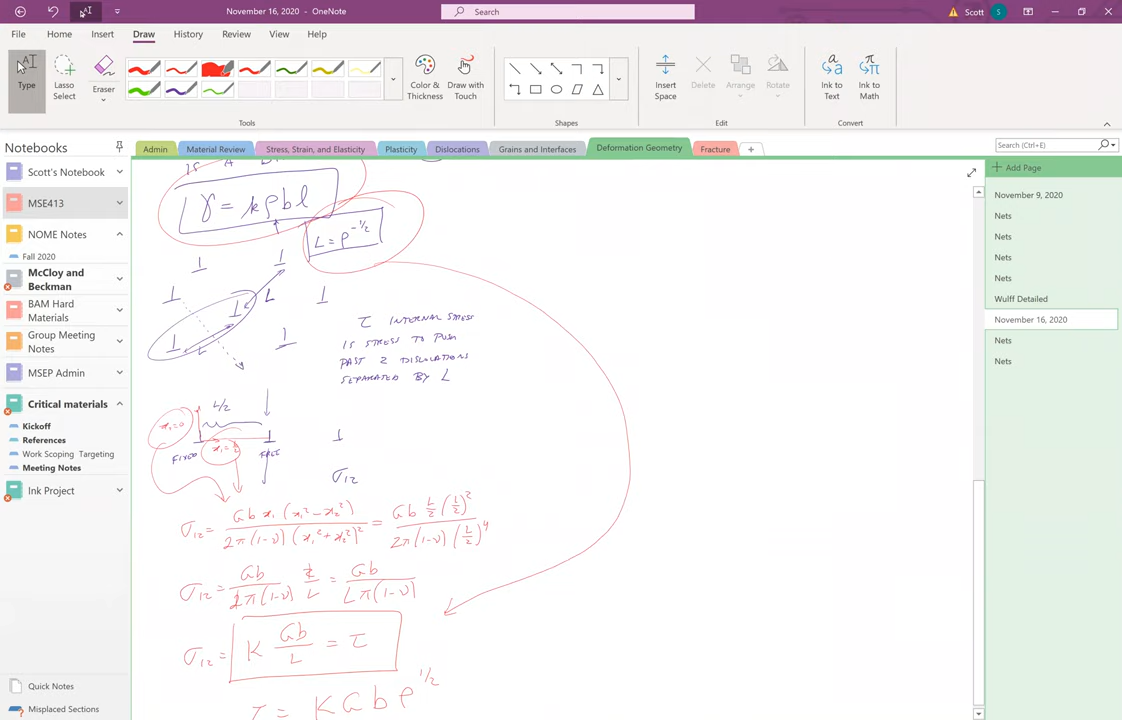 November 16, 2020 - OneNote
Search
Scott
S
File
Home
Insert
Draw
History
Review
View
Help
Type
Lasso
Select
Eraser
Color &
Thickness
Draw with
Touch
Insert
Space
Delete
Arrange
Rotate
Ink to
Text
Ink to
Math
Tools
Shapes
Edit
Convert
Notebooks
Admin
Material Review
Stress, Strain, and Elasticity
Plasticity
Dislocations
Grains and Interfaces
Deformation Geometry
Fracture
Search (Ctrl+E)
Scott's Notebook
MSE413
NOME Notes
Fall 2020
McCloy and
Beckman
BAM Hard
Materials
Group Meeting
Notes
MSEP Admin
Critical materials
Kickoff
References
Work Scoping Targeting
Meeting Notes
Ink Project
Quick Notes
Misplaced Sections
Add Page
November 9, 2020
Nets
Nets
Nets
Nets
Wulff Detailed
November 16, 2020
Nets
Nets
IS A
γ = kρbl
L = ρ^-1/2
L
L
τ INTERNAL STRESS
IS STRESS TO PUSH
PAST 2 DISLOCATIONS
SEPARATED BY L
L/2
x₁=0
x₁=L/2
FIXED
FREE
σ₁₂
σ₁₂ = Gb x₁ (x₁² - x₂²) / 2π(1-ν) (x₁² + x₂²)² = Gb L/2 (L/2)² / 2π(1-ν) (L/2)⁴
σ₁₂ = Gb / 2π(1-ν) 2/L = Gb / Lπ(1-ν)
σ₁₂ = K Gb/L = τ
τ = K G b ρ^1/2